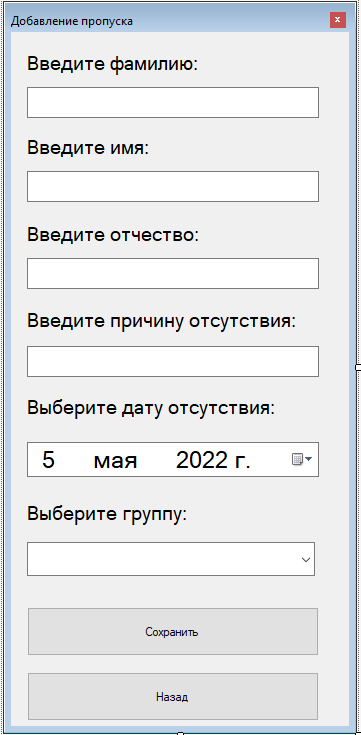 Добавление пропуска
Введите фамилию:
Введите имя:
Введите отчество:
Введите причину отсутствия:
Выберите дату отсутствия:
5 мая 2022 г.
Выберите группу:
Сохранить
Назад